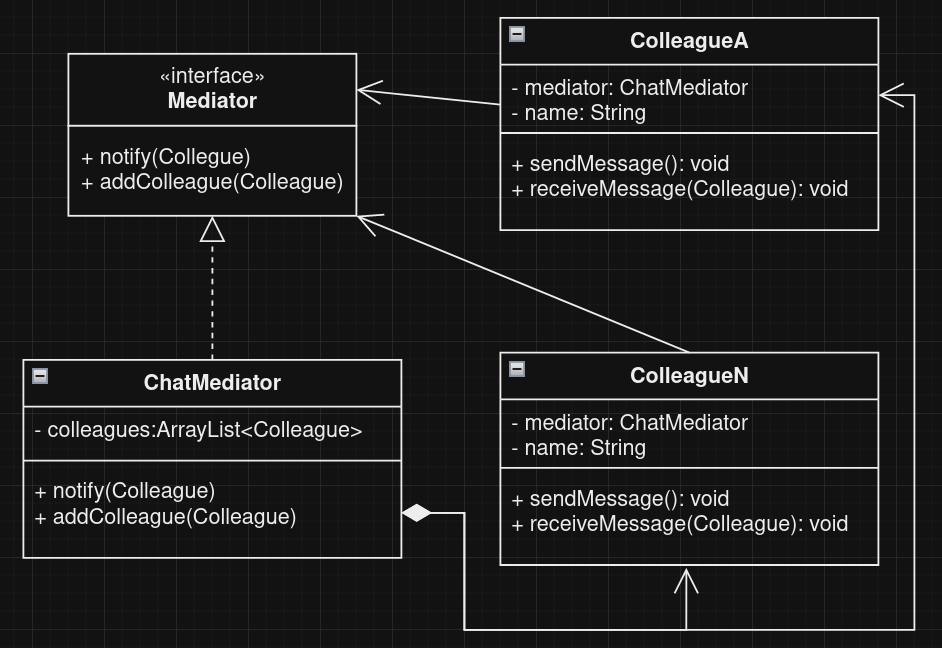 «interface»
Mediator
+ notify(Collegue)
+ addColleague(Colleague)
ColleagueA
- mediator: ChatMediator
- name: String
+ sendMessage(): void
+ receiveMessage(Colleague): void
ChatMediator
- colleagues:ArrayList<Colleague>
+ notify(Colleague)
+ addColleague(Colleague)
ColleagueN
- mediator: ChatMediator
- name: String
+ sendMessage(): void
+ receiveMessage(Colleague): void